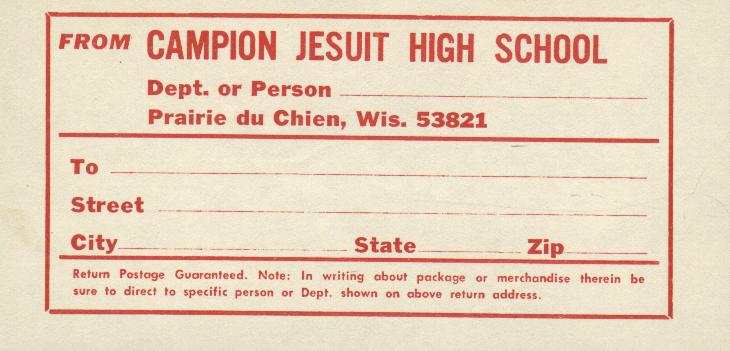 FROM CAMPION JESUIT HIGH SCHOOL
Dept. or Person
Prairie du Chien, Wis. 53821
To
Street
City State Zip
Return Postage Guaranteed. Note: In writing about package or merchandise therein be
sure to direct to specific person or Dept. shown on above return address.